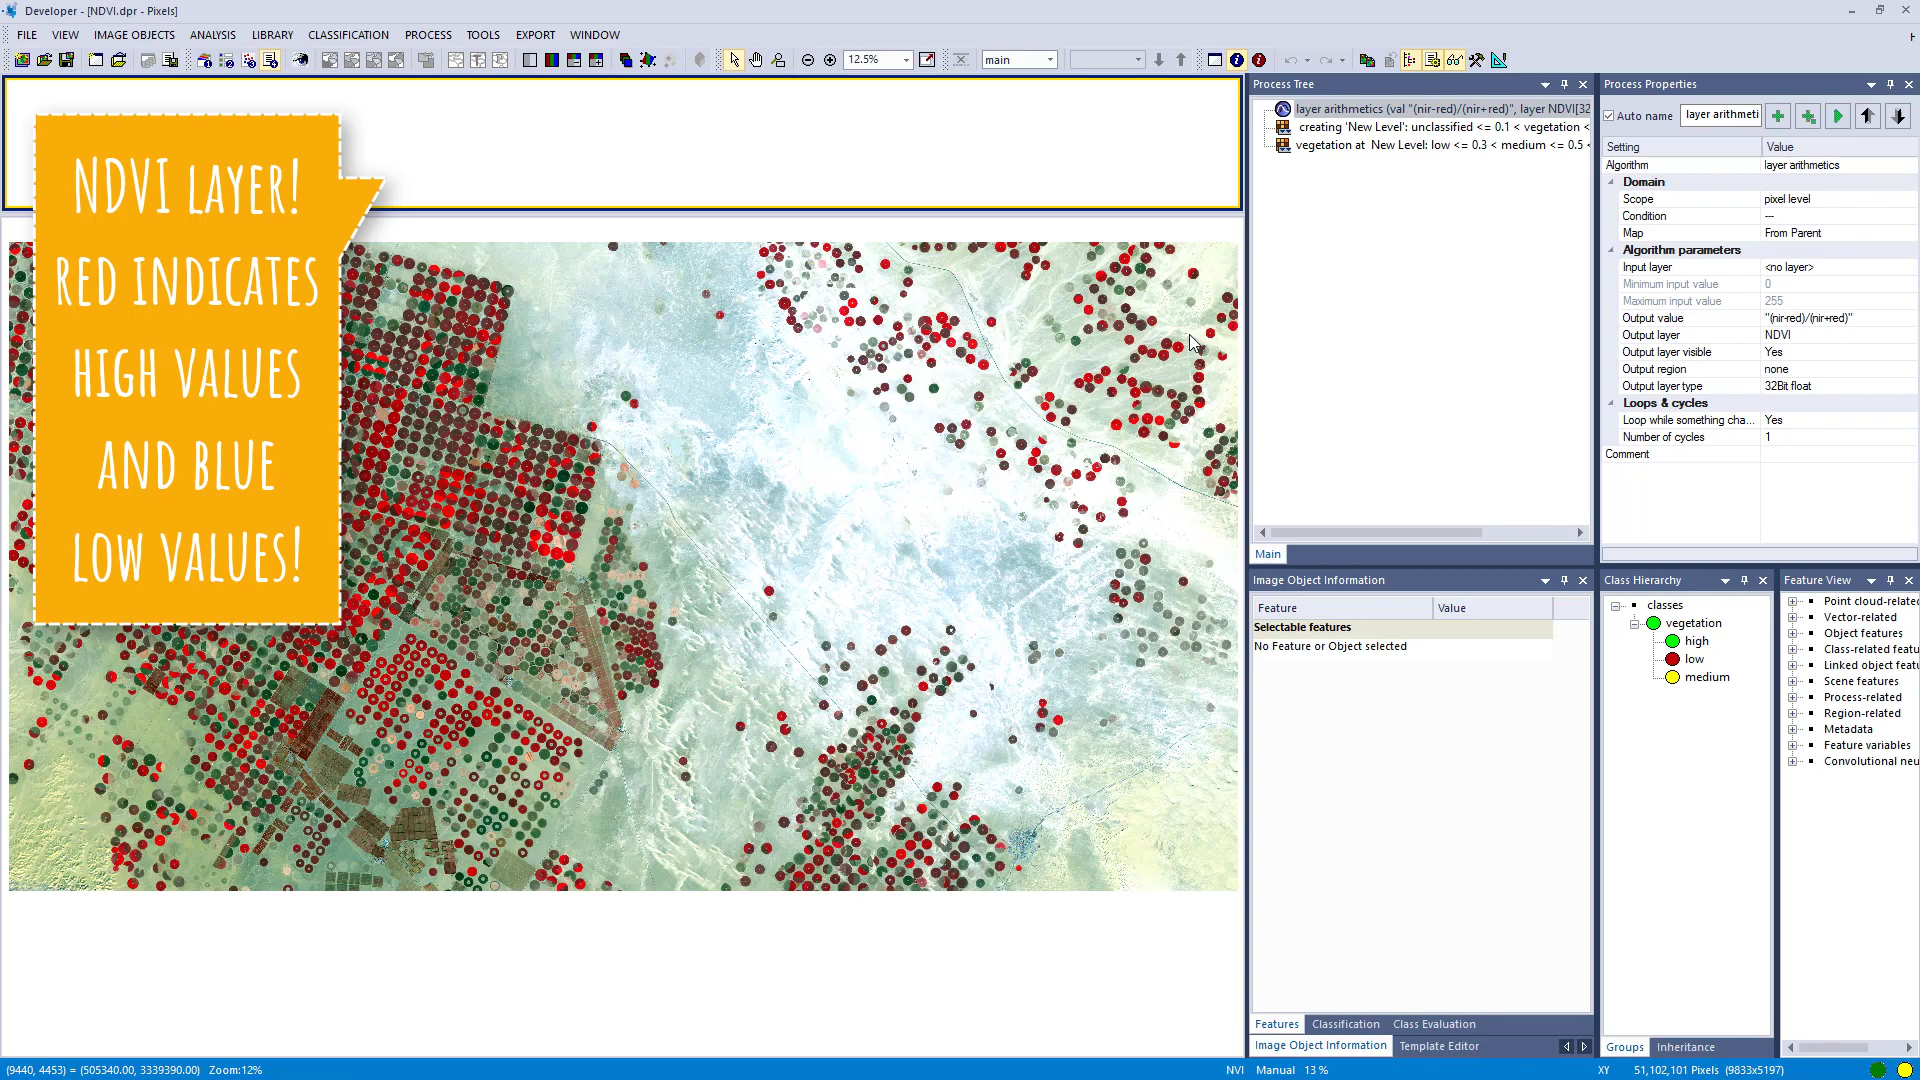 Developer - [NDVI.dpr - Pixels]
FILE VIEW IMAGE OBJECTS ANALYSIS LIBRARY CLASSIFICATION PROCESS TOOLS EXPORT WINDOW
12.5% main
NDVI LAYER!
RED INDICATES
HIGH VALUES
AND BLUE
LOW VALUES!
Process Tree
layer arithmetics (val "(nir-red)/(nir+red)", layer NDVI[32
creating 'New Level': unclassified <= 0.1 < vegetation <
vegetation at New Level: low <= 0.3 < medium <= 0.5 <
Main
Process Properties
Auto name layer arithmeti
Setting Value
Algorithm layer arithmetics
Domain
Scope pixel level
Condition ---
Map From Parent
Algorithm parameters
Input layer <no layer>
Minimum input value 0
Maximum input value 255
Output value "(nir-red)/(nir+red)"
Output layer NDVI
Output layer visible Yes
Output region none
Output layer type 32Bit float
Loops & cycles
Loop while something cha... Yes
Number of cycles 1
Comment
Image Object Information
Feature Value
Selectable features
No Feature or Object selected
Features Classification Class Evaluation
Image Object Information Template Editor
Class Hierarchy
classes
vegetation
high
low
medium
Groups Inheritance
Feature View
Point cloud-relate
Vector-related
Object features
Class-related featu
Linked object feat
Scene features
Process-related
Region-related
Metadata
Feature variables
Convolutional neu
(9440, 4453) = (505340.00, 3339390.00) Zoom:12% NVI Manual 13 % XY 51,102,101 Pixels (9833x5197)